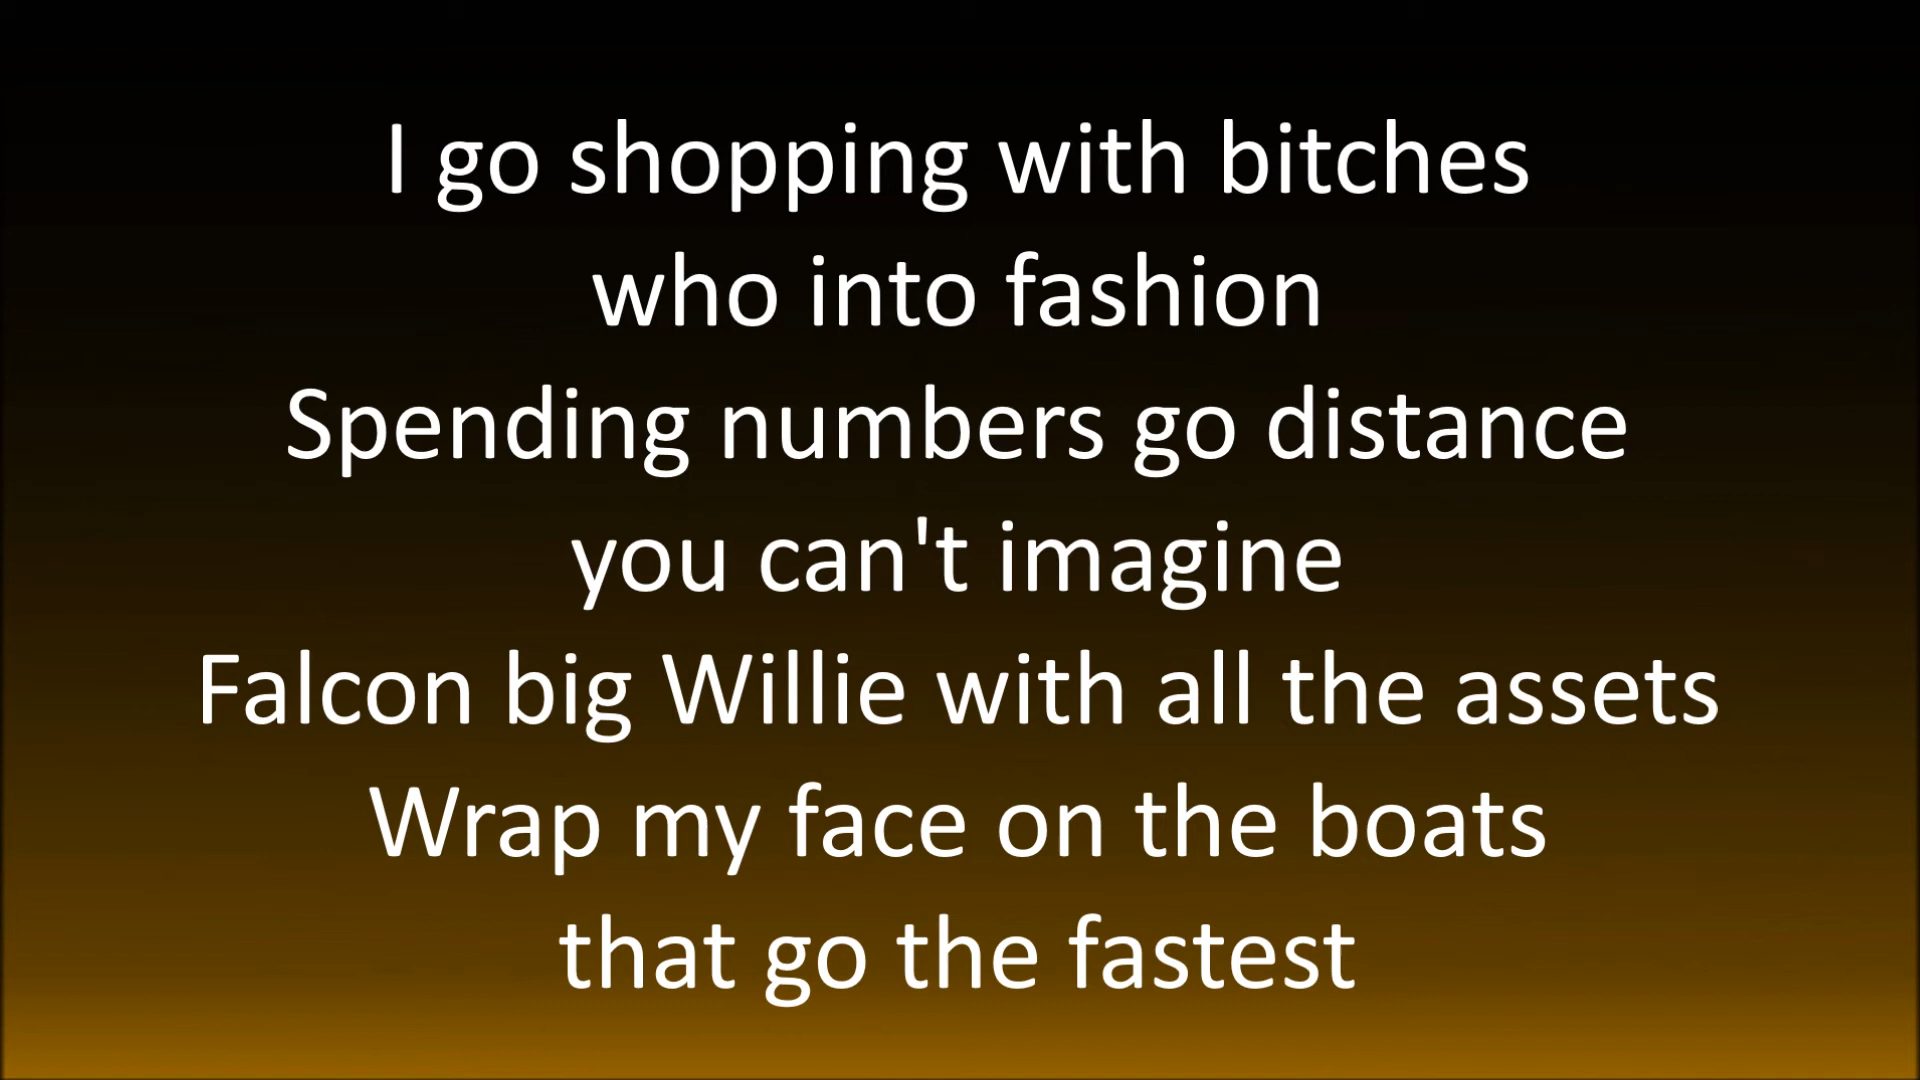 I go shopping with bitches
who into fashion
Spending numbers go distance
you can't imagine
Falcon big Willie with all the assets
Wrap my face on the boats
that go the fastest